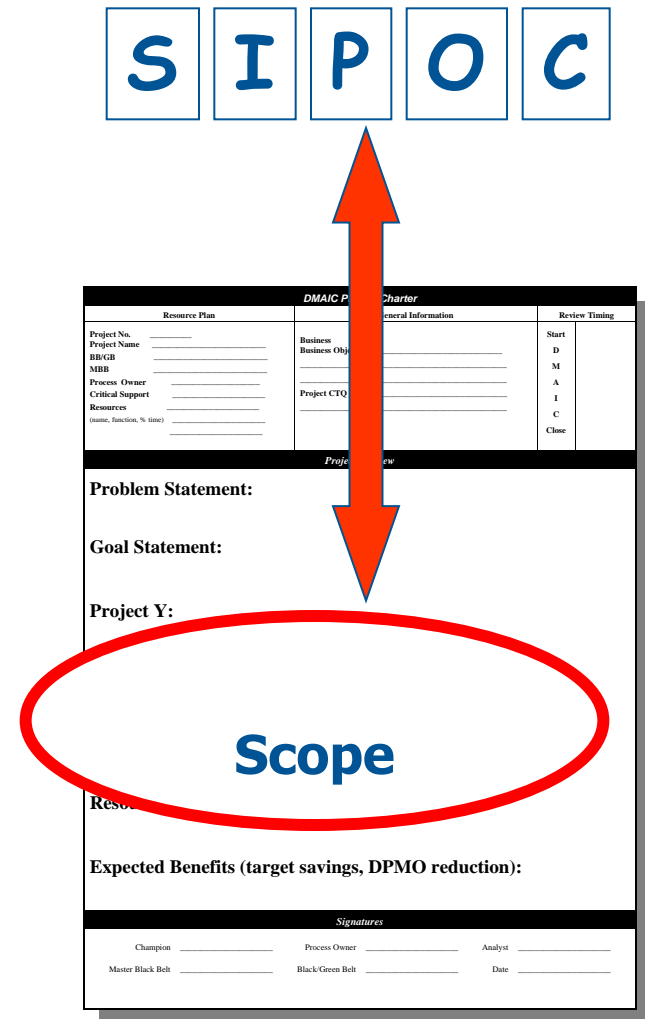 S I P O C
DMAIC P Charter
Resource Plan
eneral Information
Review Timing
Project No.
Project Name
BB/GB
MBB
Process Owner
Critical Support
Resources
(name, function, % time)
Business
Business Obj
Project CTQ
Start
D
M
A
I
C
Close
Proje ew
Problem Statement:
Goal Statement:
Project Y:
Scope
Reso
Expected Benefits (target savings, DPMO reduction):
Signatures
Champion Process Owner Analyst
Master Black Belt Black/Green Belt Date